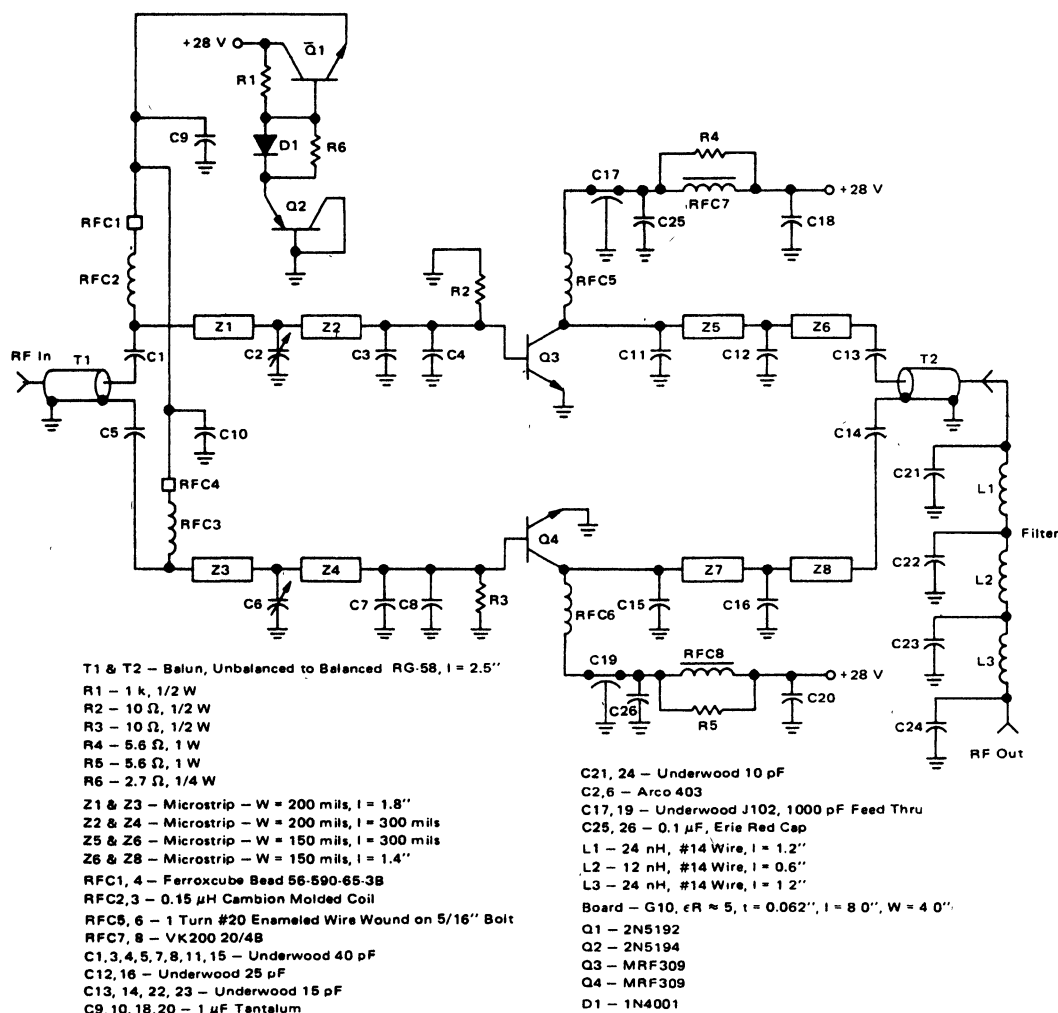 +28 V
Q1
R1
C9
D1
R6
R4
C17
+28 V
Q2
RFC7
C25
C18
RFC1
RFC2
RFC5
R2
Z1
Z2
Z5
Z6
RF In
T1
C1
C2
C3
C4
Q3
C11
C12
C13
T2
C5
C10
C14
RFC4
C21
L1
RFC3
Filter
Q4
Z3
Z4
Z7
Z8
C22
L2
C6
C7
C8
R3
RFC6
C15
C16
C23
L3
C19
RFC8
+28 V
C26
R5
C20
C24
RF Out
T1 & T2 – Balun, Unbalanced to Balanced RG-58, l = 2.5"
R1 – 1 k, 1/2 W
R2 – 10 Ω, 1/2 W
R3 – 10 Ω, 1/2 W
R4 – 5.6 Ω, 1 W
R5 – 5.6 Ω, 1 W
R6 – 2.7 Ω, 1/4 W
Z1 & Z3 – Microstrip – W = 200 mils, l = 1.8"
Z2 & Z4 – Microstrip – W = 200 mils, l = 300 mils
Z5 & Z6 – Microstrip – W = 150 mils, l = 300 mils
Z6 & Z8 – Microstrip – W = 150 mils, l = 1.4"
RFC1, 4 – Ferroxcube Bead 56-590-65-3B
RFC2,3 – 0.15 μH Cambion Molded Coil
RFC5, 6 – 1 Turn #20 Enameled Wire Wound on 5/16" Bolt
RFC7, 8 – VK200 20/4B
C1,3,4,5,7,8,11,15 – Underwood 40 pF
C12,16 – Underwood 25 pF
C13, 14, 22, 23 – Underwood 15 pF
C9,10,18,20 – 1 μF Tantalum
C21, 24 – Underwood 10 pF
C2,6 – Arco 403
C17,19 – Underwood J102, 1000 pF Feed Thru
C25, 26 – 0.1 μF, Erie Red Cap
L1 – 24 nH, #14 Wire, l = 1.2"
L2 – 12 nH, #14 Wire, l = 0.6"
L3 – 24 nH, #14 Wire, l = 1 2"
Board – G10, εR ≈ 5, t = 0.062", l = 8 0", W = 4 0"
Q1 – 2N5192
Q2 – 2N5194
Q3 – MRF309
Q4 – MRF309
D1 – 1N4001